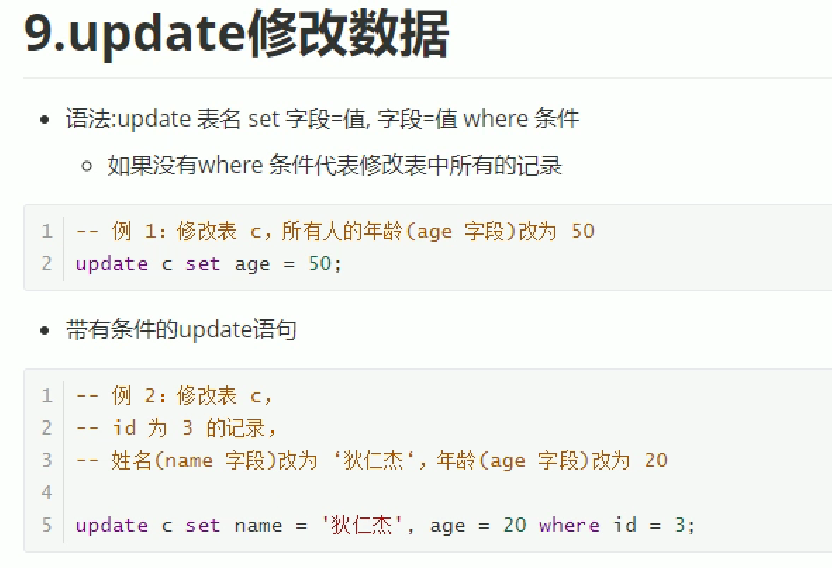 9.update修改数据
语法:update 表名 set 字段=值, 字段=值 where 条件
如果没有where 条件代表修改表中所有的记录
1 -- 例 1：修改表 c，所有人的年龄(age 字段)改为 50
2 update c set age = 50;
带有条件的update语句
1 -- 例 2：修改表 c，
2 -- id 为 3 的记录，
3 -- 姓名(name 字段)改为 ‘狄仁杰‘，年龄(age 字段)改为 20
4
5 update c set name = '狄仁杰', age = 20 where id = 3;